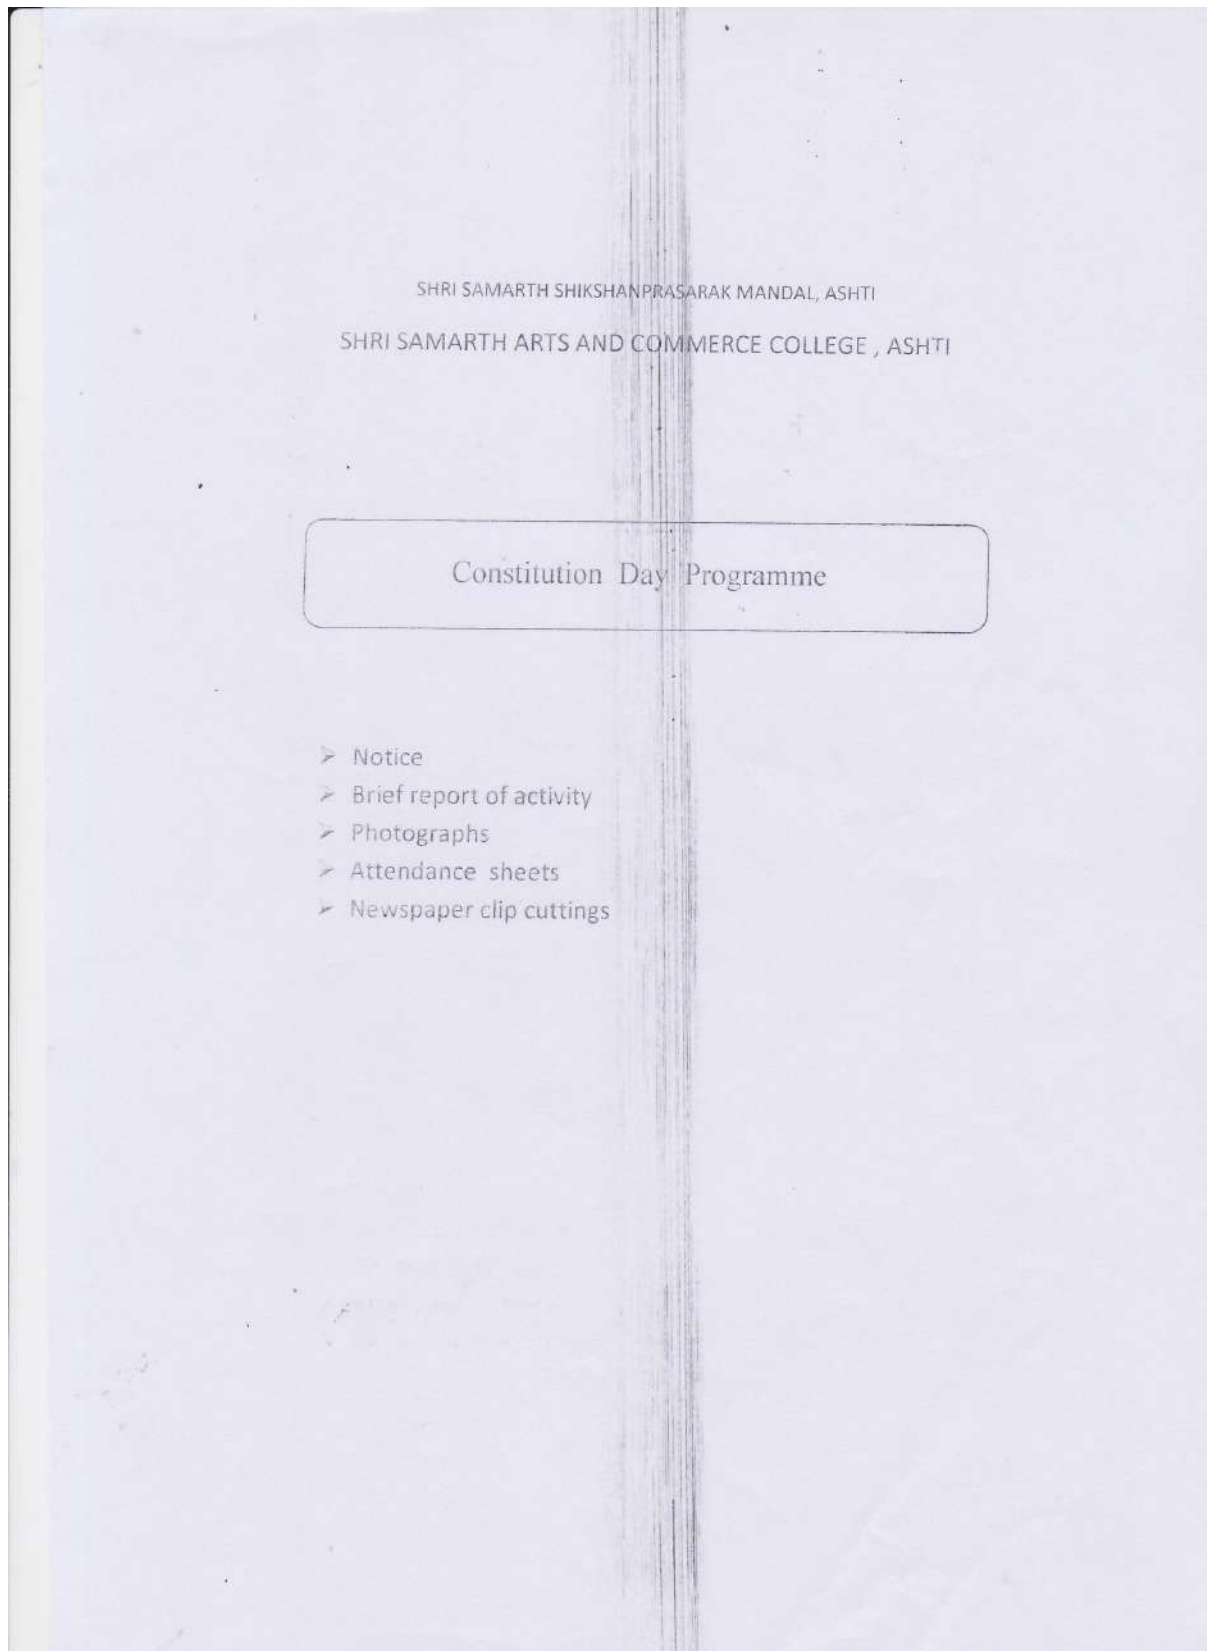 SHRI SAMARTH SHIKSHANPRASARAK MANDAL, ASHTI
SHRI SAMARTH ARTS AND COMMERCE COLLEGE , ASHTI
Constitution Day Programme
➢ Notice
➢ Brief report of activity
➢ Photographs
➢ Attendance sheets
➢ Newspaper clip cuttings